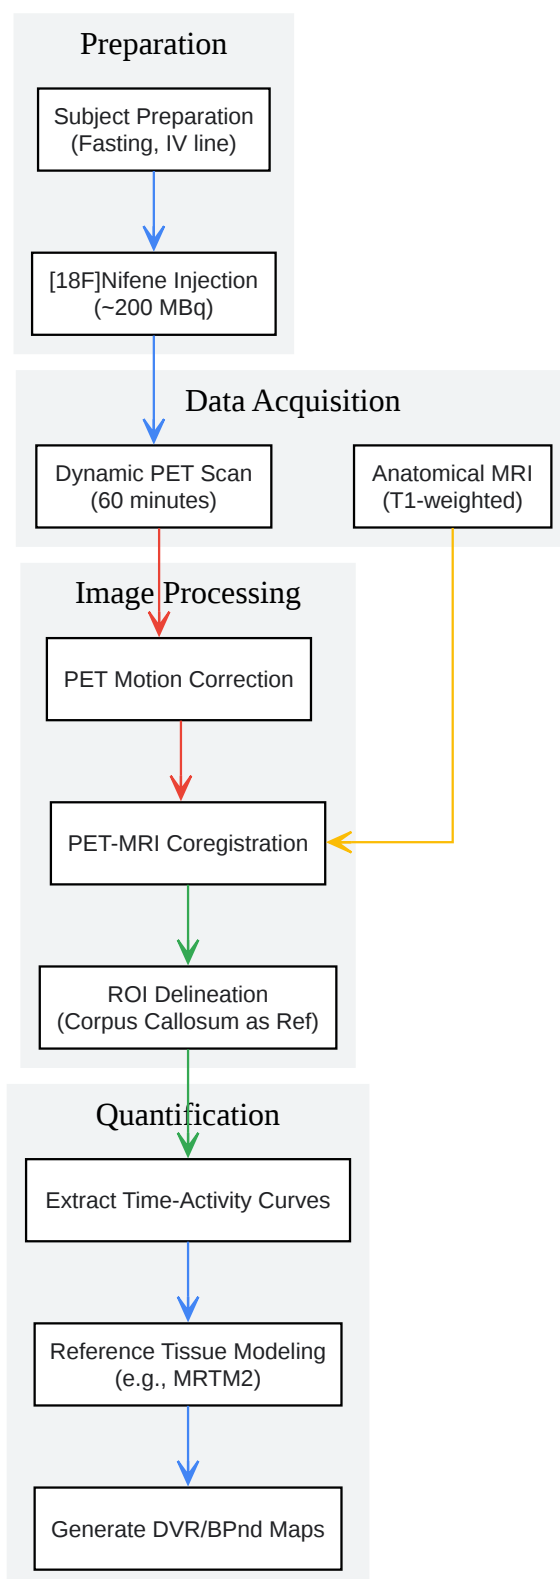 Preparation
Subject Preparation
(Fasting, IV line)
[18F]Nifene Injection
(~200 MBq)
Data Acquisition
Dynamic PET Scan
(60 minutes)
Anatomical MRI
(T1-weighted)
Image Processing
PET Motion Correction
PET-MRI Coregistration
ROI Delineation
(Corpus Callosum as Ref)
Quantification
Extract Time-Activity Curves
Reference Tissue Modeling
(e.g., MRTM2)
Generate DVR/BPnd Maps